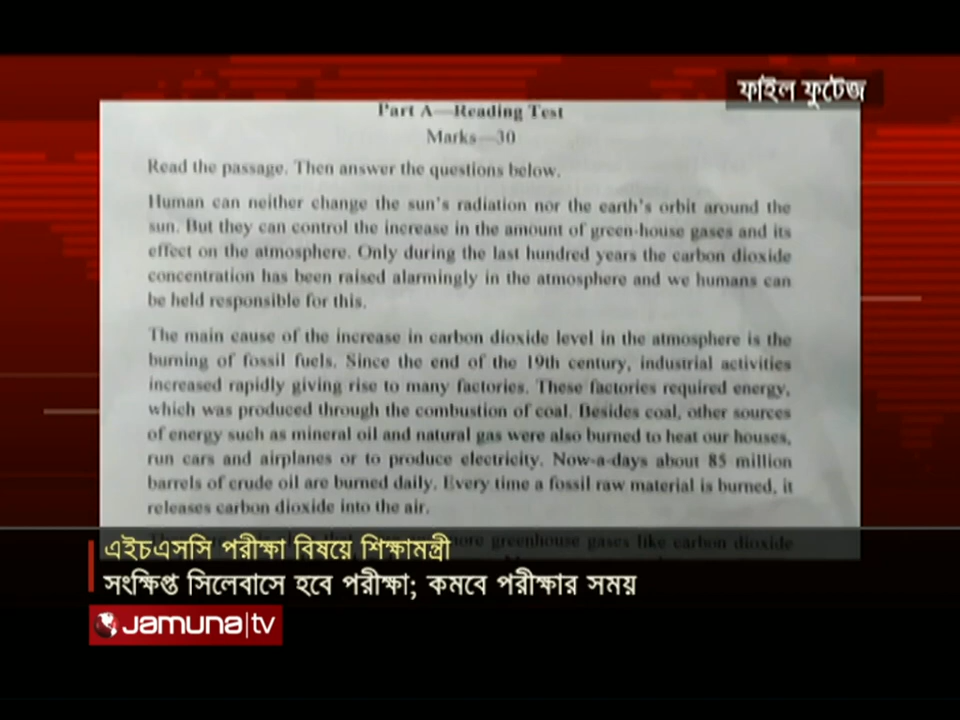 ফাইল ফুটেজ
Part A—Reading Test
Marks—30
Read the passage. Then answer the questions below.
Human can neither change the sun's radiation nor the earth's orbit around the
sun. But they can control the increase in the amount of green-house gases and its
effect on the atmosphere. Only during the last hundred years the carbon dioxide
concentration has been raised alarmingly in the atmosphere and we humans can
be held responsible for this.
The main cause of the increase in carbon dioxide level in the atmosphere is the
burning of fossil fuels. Since the end of the 19th century, industrial activities
increased rapidly giving rise to many factories. These factories required energy,
which was produced through the combustion of coal. Besides coal, other sources
of energy such as mineral oil and natural gas were also burned to heat our houses,
run cars and airplanes or to produce electricity. Now-a-days about 85 million
barrels of crude oil are burned daily. Every time a fossil raw material is burned, it
releases carbon dioxide into the air.
more greenhouse gases like carbon dioxide
এইচএসসি পরীক্ষা বিষয়ে শিক্ষামন্ত্রী
সংক্ষিপ্ত সিলেবাসে হবে পরীক্ষা; কমবে পরীক্ষার সময়
Jamuna|tv